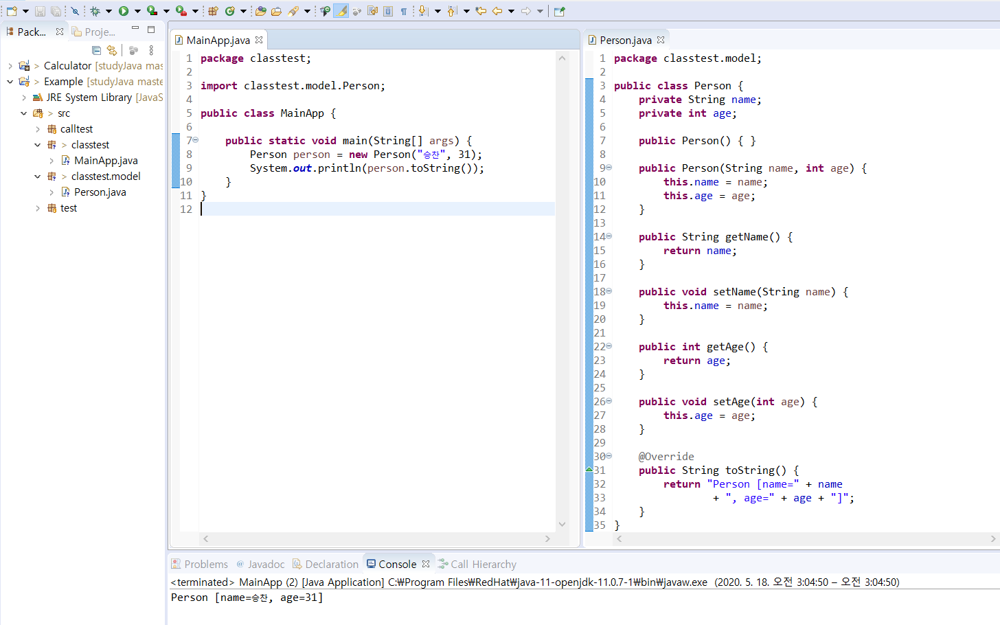 Pack...
Proje...
> Calculator [studyJava mas
> Example [studyJava maste
JRE System Library [JavaS
> src
calltest
> classtest
MainApp.java
> classtest.model
Person.java
test
MainApp.java
1 package classtest;
2
3 import classtest.model.Person;
4
5 public class MainApp {
6
7 public static void main(String[] args) {
8 Person person = new Person("승찬", 31);
9 System.out.println(person.toString());
10 }
11 }
12
Person.java
1 package classtest.model;
2
3 public class Person {
4 private String name;
5 private int age;
6
7 public Person() { }
8
9 public Person(String name, int age) {
10 this.name = name;
11 this.age = age;
12 }
13
14 public String getName() {
15 return name;
16 }
17
18 public void setName(String name) {
19 this.name = name;
20 }
21
22 public int getAge() {
23 return age;
24 }
25
26 public void setAge(int age) {
27 this.age = age;
28 }
29
30 @Override
31 public String toString() {
32 return "Person [name=" + name
33 + ", age=" + age + "]";
34 }
35 }
Problems @ Javadoc Declaration Console Call Hierarchy
<terminated> MainApp (2) [Java Application] C:₩Program Files₩RedHat₩java-11-openjdk-11.0.7-1₩bin₩javaw.exe (2020. 5. 18. 오전 3:04:50 – 오전 3:04:50)
Person [name=승찬, age=31]